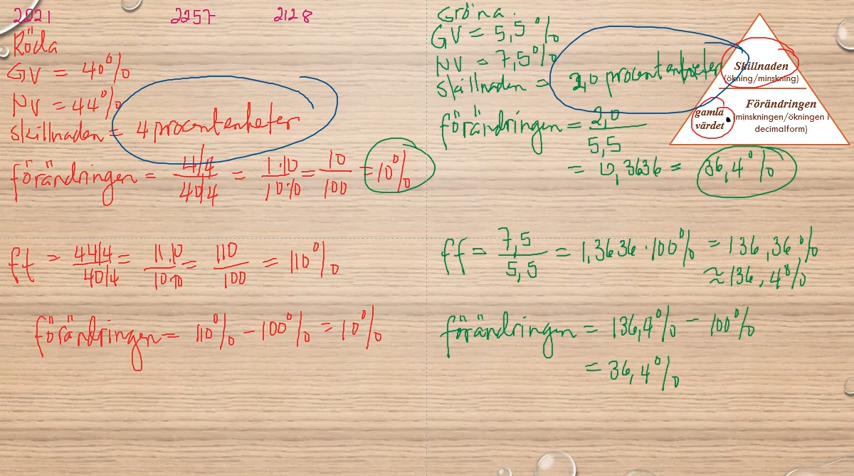 2021 2257 2128
Röda
GV = 40%
NV = 44%
skillnaden = 4 procentenheter
förändringen = 4/4 / 40/4 = 1·10 / 10·10 = 10/100 = 10%
ff = 44/4 / 40/4 = 11·10 / 10·10 = 110/100 = 110%
förändringen = 110% - 100% = 10%
Gröna
GV = 5,5%
NV = 7,5%
skillnaden = 2,0 procentenheter
förändringen = 2,0 / 5,5
= 0,3636 = 36,4%
ff = 7,5 / 5,5 = 1,3636·100% = 136,36%
≈ 136,4%
förändringen = 136,4% - 100%
= 36,4%
Skillnaden
(ökning/minskning)
gamla
värdet
Förändringen
minskningen/ökningen i
decimalform)